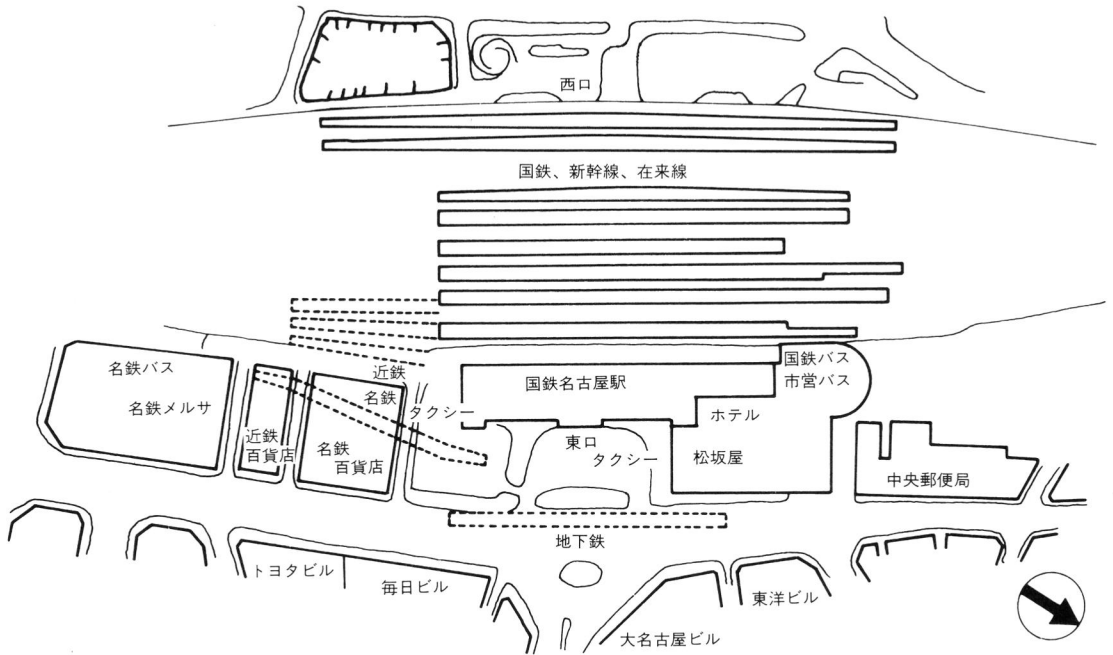 西口
国鉄、新幹線、在来線
国鉄バス
市営バス
名鉄バス
名鉄メルサ
近鉄
名鉄
タクシー
国鉄名古屋駅
ホテル
近鉄
百貨店
名鉄
百貨店
東口
タクシー
松坂屋
中央郵便局
地下鉄
トヨタビル
毎日ビル
東洋ビル
大名古屋ビル